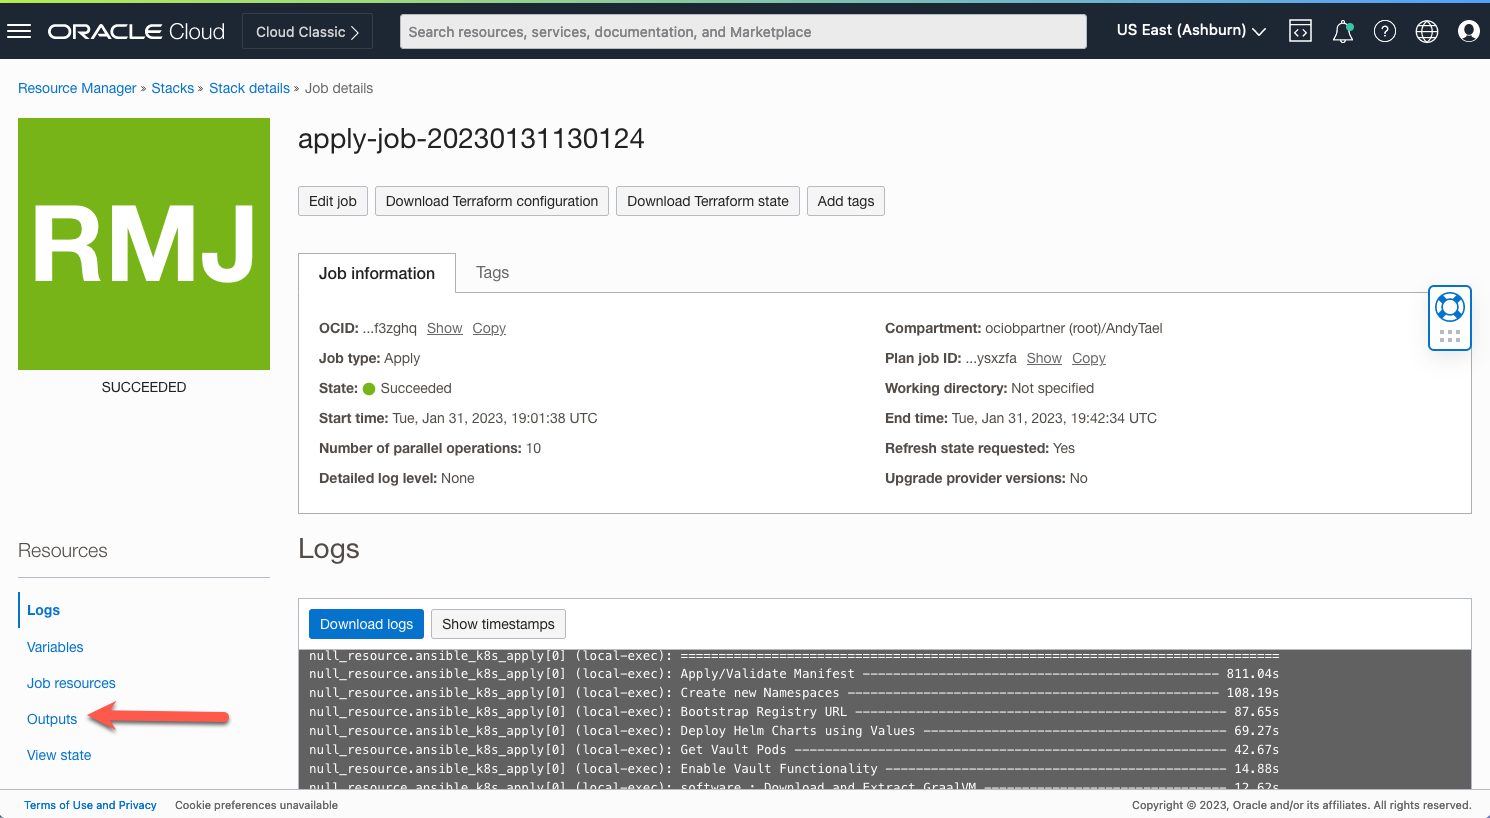 ORACLE Cloud
Cloud Classic
Search resources, services, documentation, and Marketplace
US East (Ashburn)
Resource Manager » Stacks » Stack details » Job details
RMJ
SUCCEEDED
apply-job-20230131130124
Edit job
Download Terraform configuration
Download Terraform state
Add tags
Job information
Tags
OCID: ...f3zghq Show Copy
Job type: Apply
State: Succeeded
Start time: Tue, Jan 31, 2023, 19:01:38 UTC
Number of parallel operations: 10
Detailed log level: None
Compartment: ociobpartner (root)/AndyTael
Plan job ID: ...ysxzfa Show Copy
Working directory: Not specified
End time: Tue, Jan 31, 2023, 19:42:34 UTC
Refresh state requested: Yes
Upgrade provider versions: No
Resources
Logs
Variables
Job resources
Outputs
View state
Logs
Download logs
Show timestamps
null_resource.ansible_k8s_apply[0] (local-exec): ===============================================================================
null_resource.ansible_k8s_apply[0] (local-exec): Apply/Validate Manifest ----------------------------------------------- 811.04s
null_resource.ansible_k8s_apply[0] (local-exec): Create new Namespaces ------------------------------------------------- 108.19s
null_resource.ansible_k8s_apply[0] (local-exec): Bootstrap Registry URL ------------------------------------------------- 87.65s
null_resource.ansible_k8s_apply[0] (local-exec): Deploy Helm Charts using Values ---------------------------------------- 69.27s
null_resource.ansible_k8s_apply[0] (local-exec): Get Vault Pods --------------------------------------------------------- 42.67s
null_resource.ansible_k8s_apply[0] (local-exec): Enable Vault Functionality --------------------------------------------- 14.88s
null_resource.ansible_k8s_apply[0] (local-exec): software : Download and Extract GraalVM -------------------------------- 12.62s
Terms of Use and Privacy
Cookie preferences unavailable
Copyright © 2023, Oracle and/or its affiliates. All rights reserved.